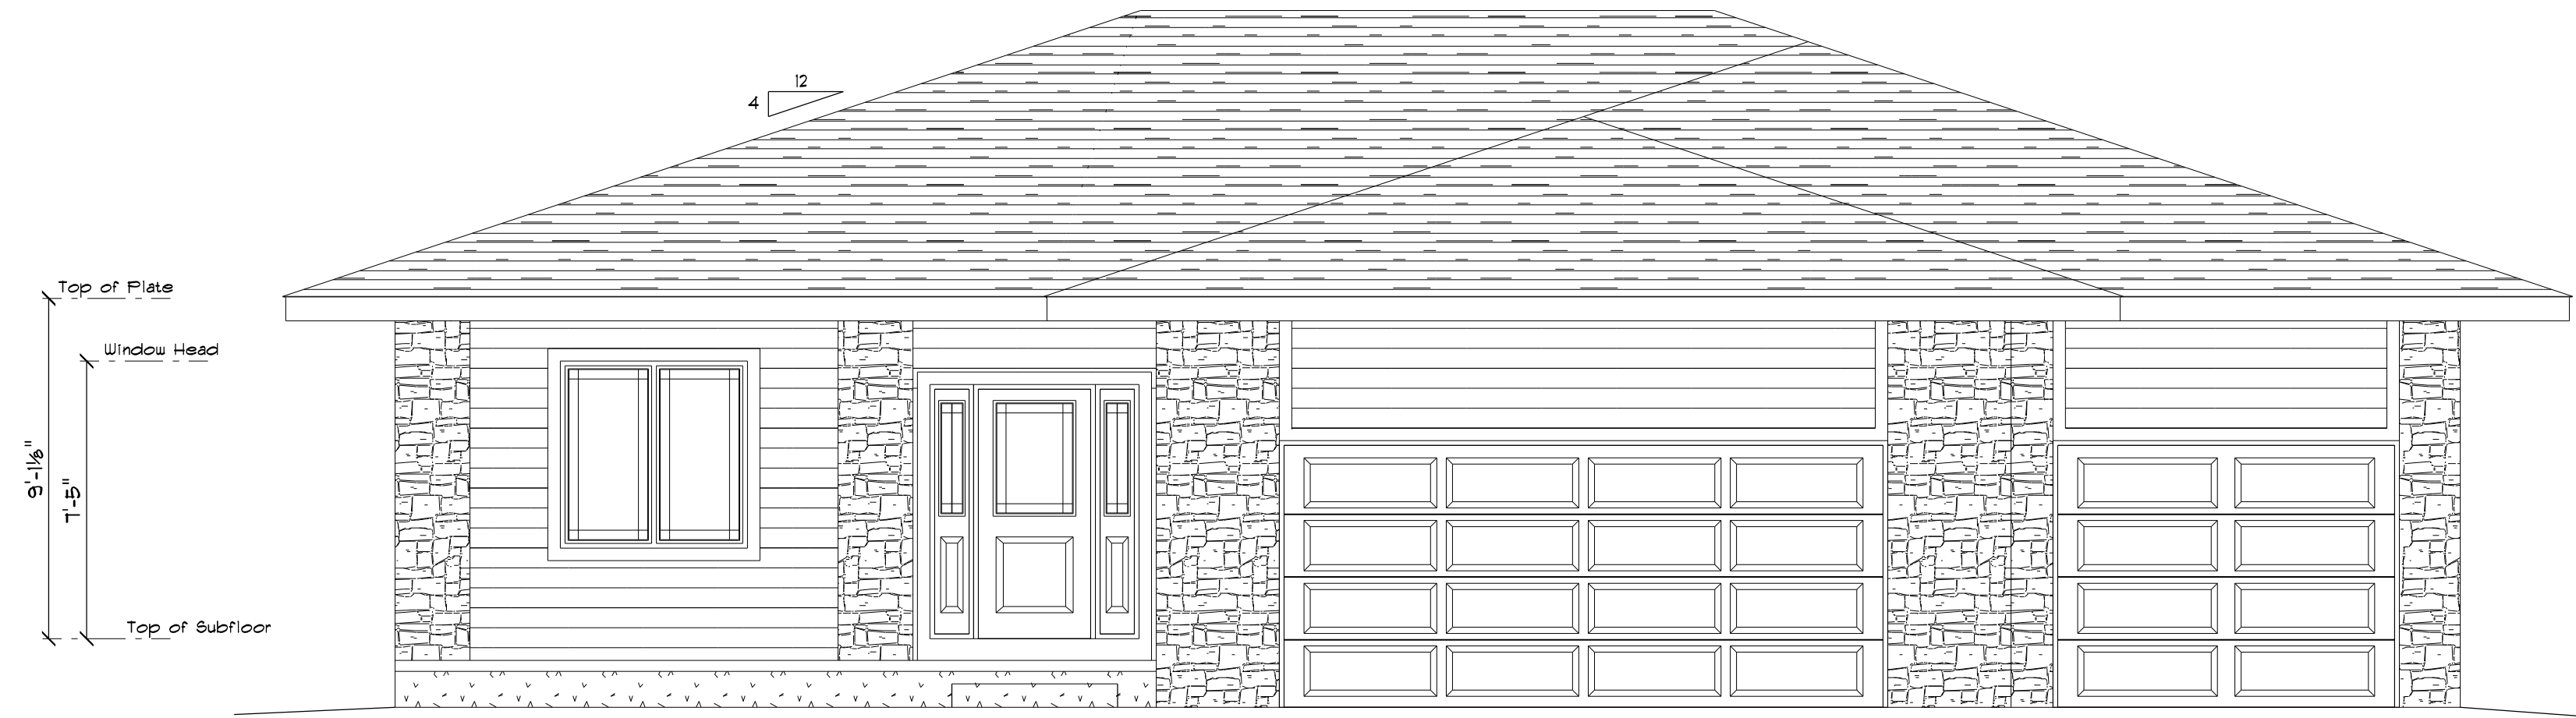 12
4
Top of Plate
Window Head
9'-1⅛"
7'-5"
Top of Subfloor